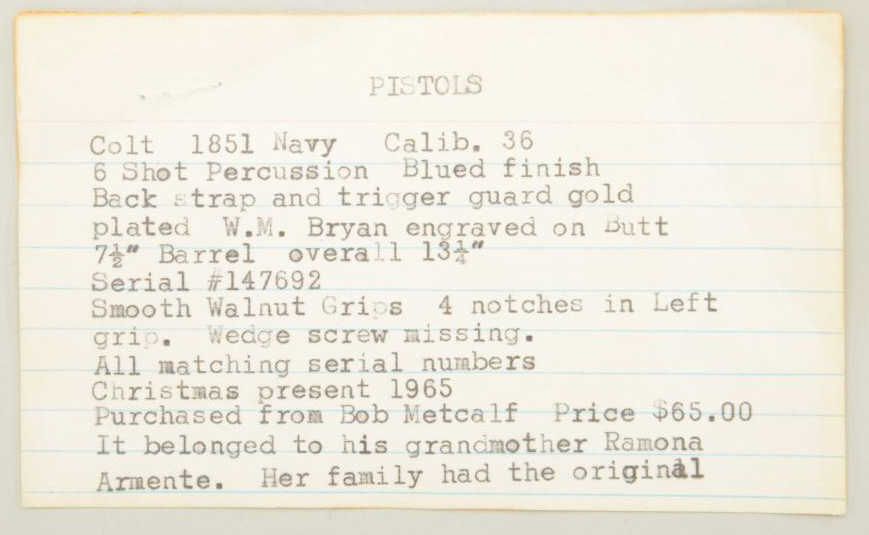 PISTOLS
Colt 1851 Navy Calib. 36
6 Shot Percussion Blued finish
Back strap and trigger guard gold
plated W.M. Bryan engraved on Butt
7½" Barrel overall 13¼"
Serial #147692
Smooth Walnut Grips 4 notches in Left
grip. Wedge screw missing.
All matching serial numbers
Christmas present 1965
Purchased from Bob Metcalf Price $65.00
It belonged to his grandmother Ramona
Armente. Her family had the original